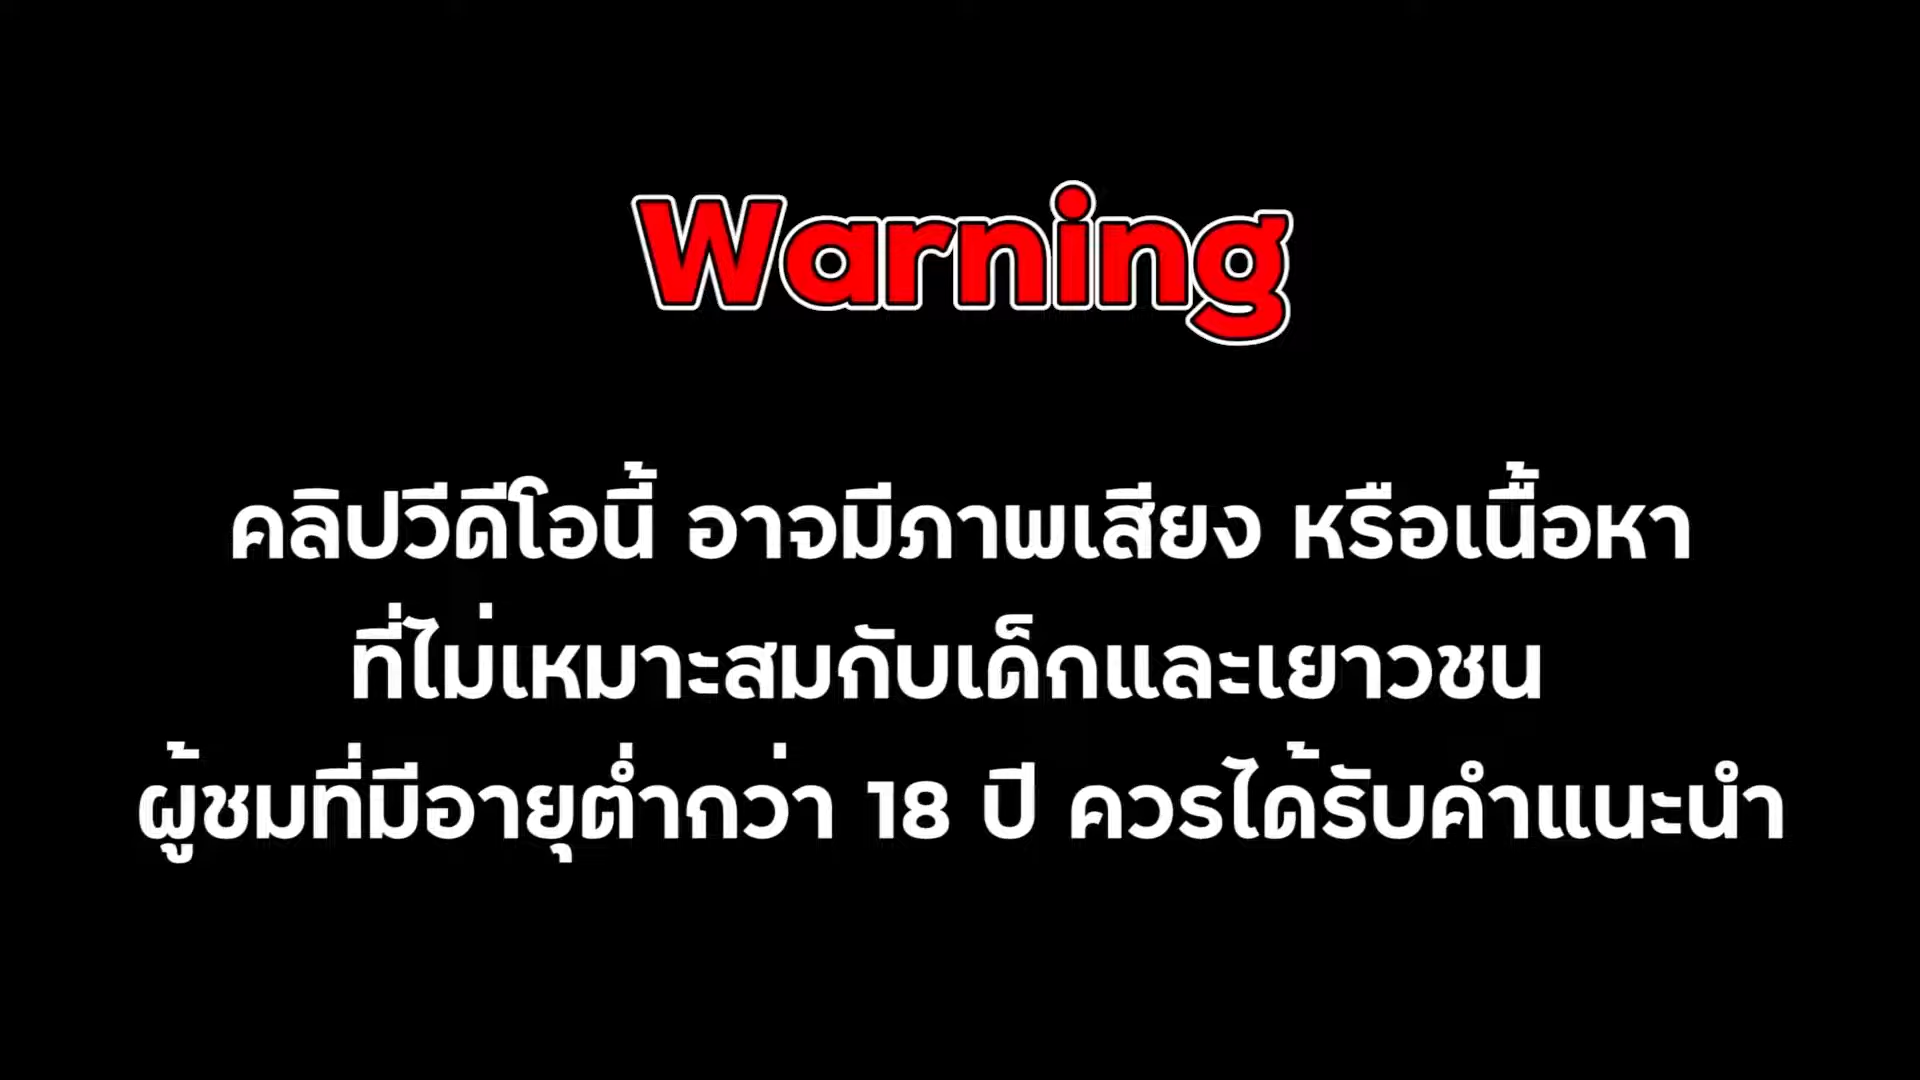 Warning
คลิปวีดีโอนี้ อาจมีภาพเสียง หรือเนื้อหา
ที่ไม่เหมาะสมกับเด็กและเยาวชน
ผู้ชมที่มีอายุต่ำกว่า 18 ปี ควรได้รับคำแนะนำ